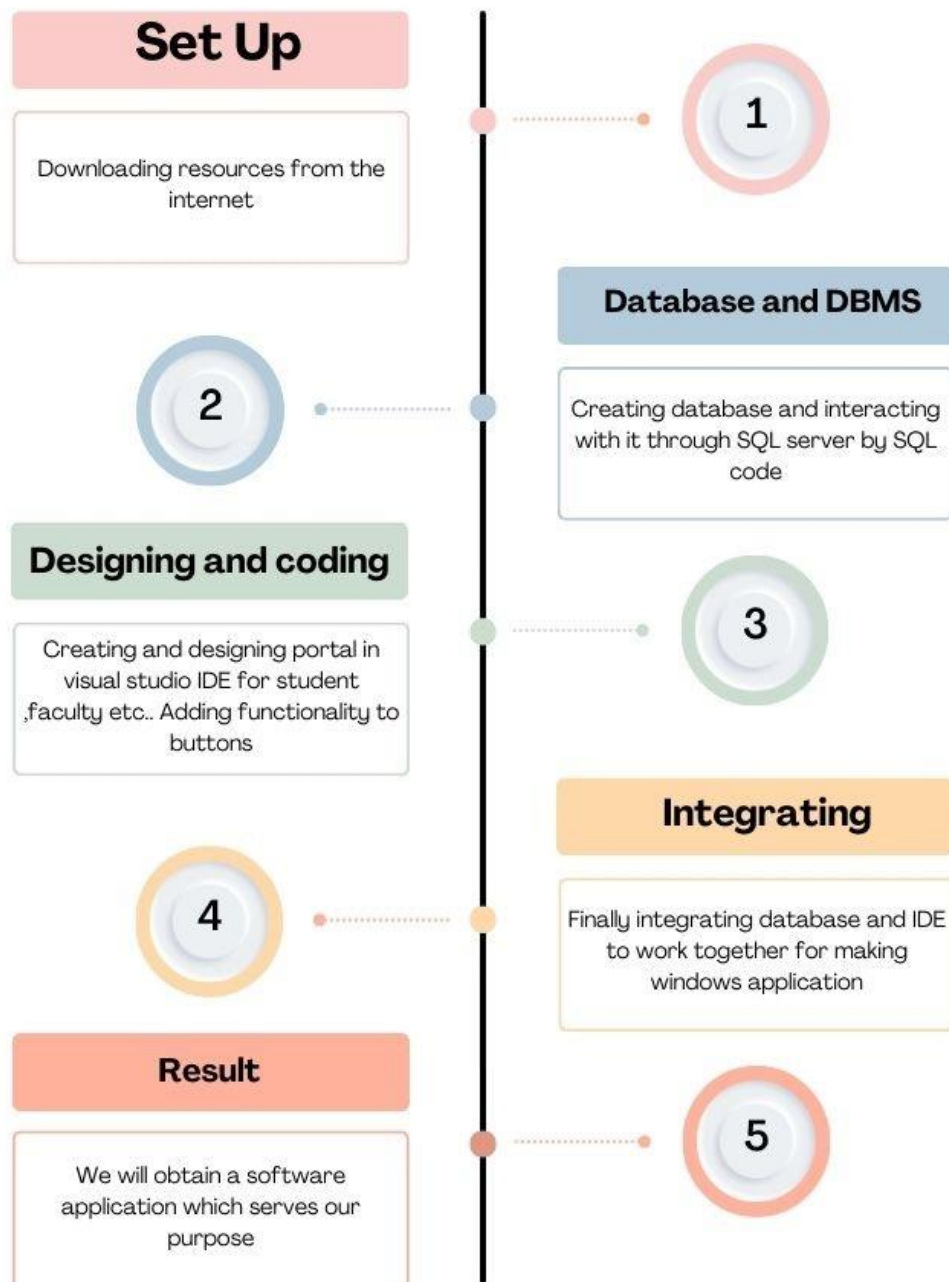 Set Up
1
Downloading resources from the
internet
Database and DBMS
2
Creating database and interacting
with it through SQL server by SQL
code
Designing and coding
3
Creating and designing portal in
visual studio IDE for student
,faculty etc.. Adding functionality to
buttons
Integrating
4
Finally integrating database and IDE
to work together for making
windows application
Result
5
We will obtain a software
application which serves our
purpose